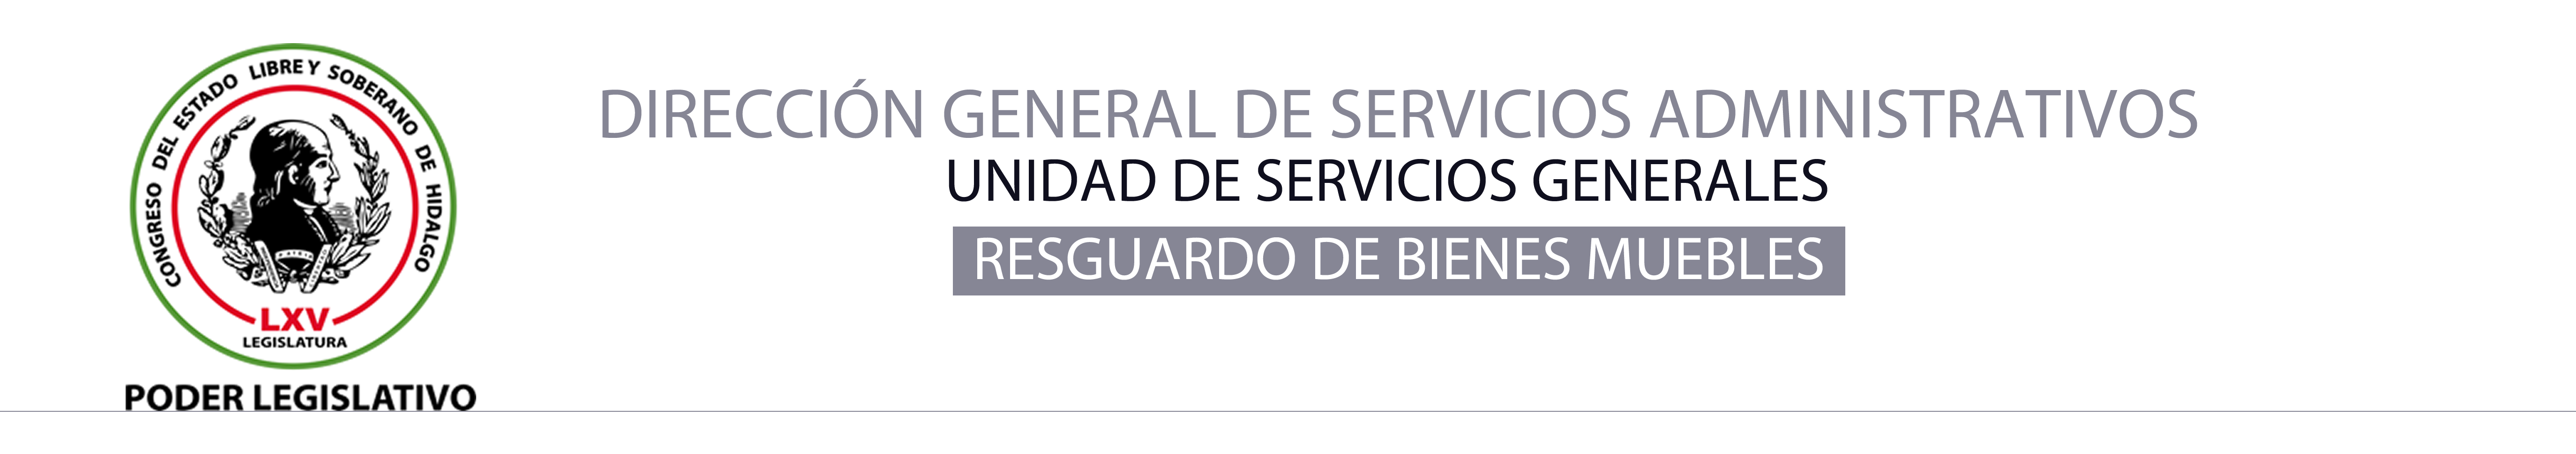 CONGRESO DEL ESTADO LIBRE Y SOBERANO DE HIDALGO
LXV
LEGISLATURA
PODER LEGISLATIVO
DIRECCIÓN GENERAL DE SERVICIOS ADMINISTRATIVOS
UNIDAD DE SERVICIOS GENERALES
RESGUARDO DE BIENES MUEBLES